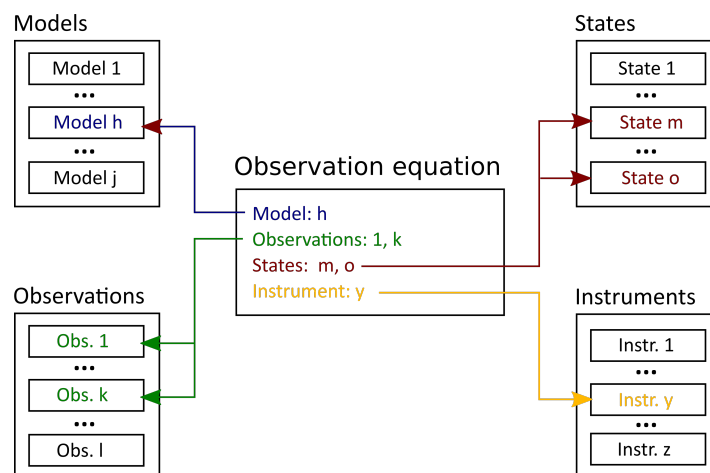 Models
Model 1
...
Model h
...
Model j
States
State 1
...
State m
...
State o
Observation equation
Model: h
Observations: 1, k
States: m, o
Instrument: y
Observations
Obs. 1
...
Obs. k
...
Obs. l
Instruments
Instr. 1
...
Instr. y
...
Instr. z